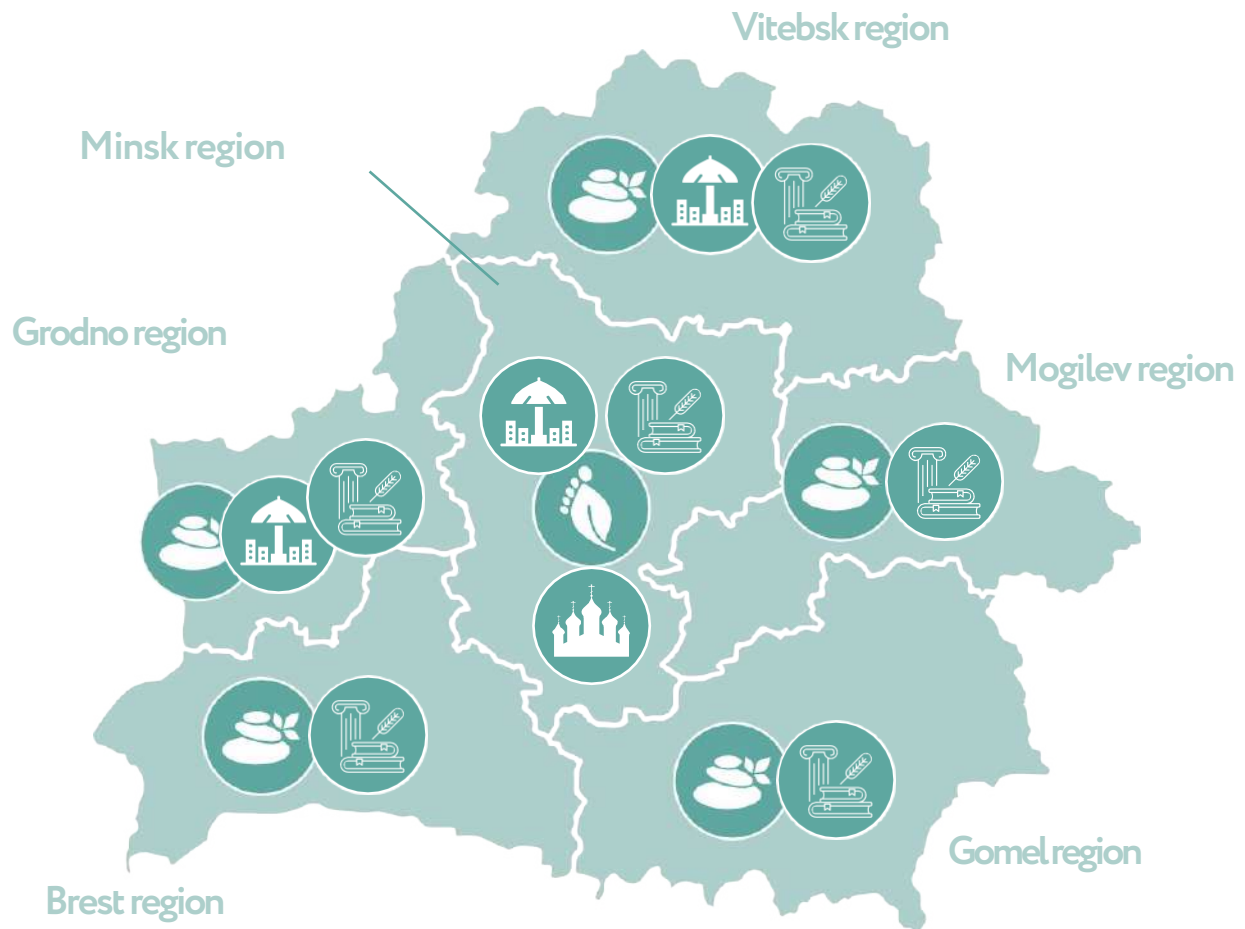 Vitebsk region
Minsk region
Grodno region
Mogilev region
Gomel region
Brest region